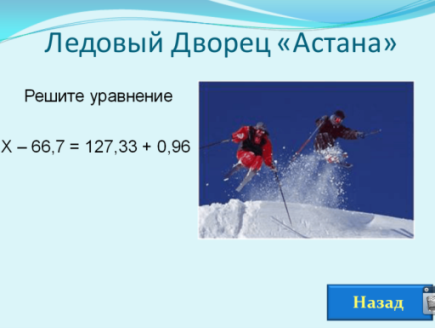 Ледовый Дворец «Астана»
Решите уравнение
Х – 66,7 = 127,33 + 0,96
Назад